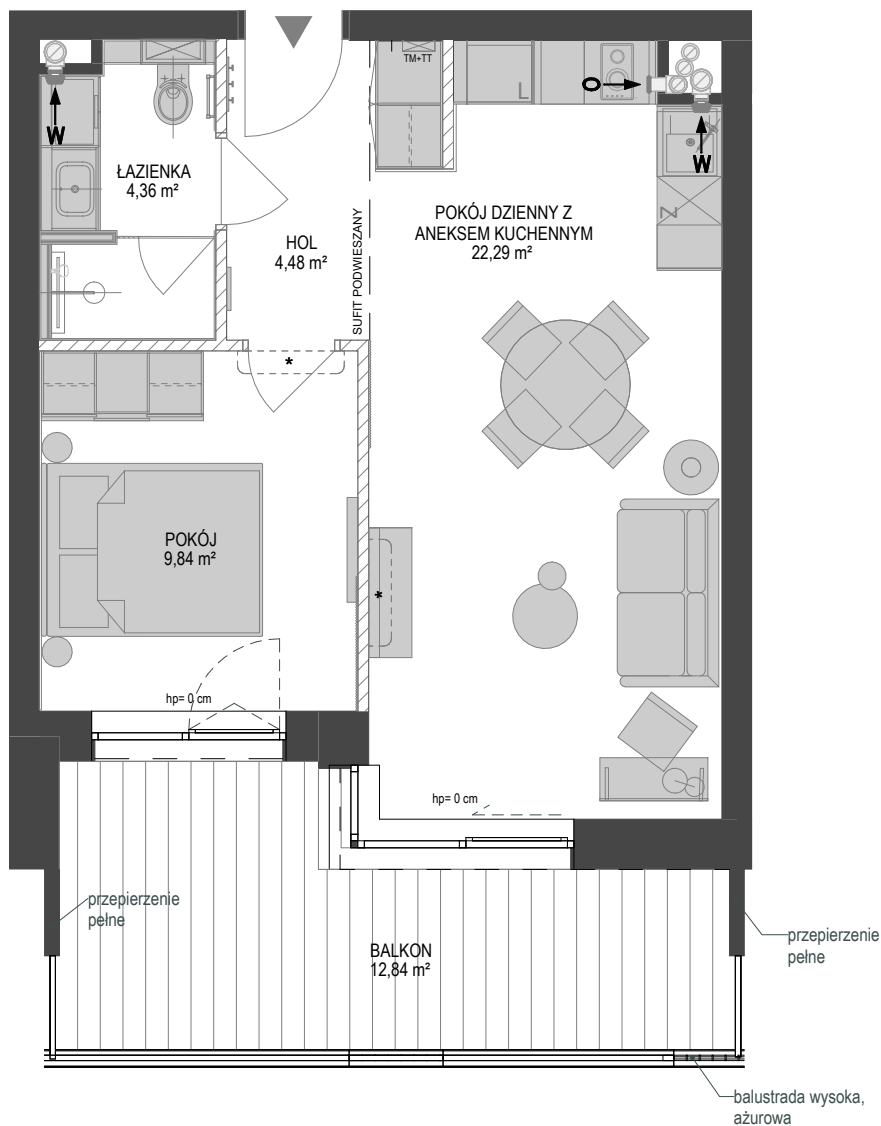 TM+TT
L
O
W
W
Z
ŁAZIENKA
4,36 m²
HOL
4,48 m²
SUFIT PODWIESZANY
POKÓJ DZIENNY Z
ANEKSEM KUCHENNYM
22,29 m²
*
POKÓJ
9,84 m²
*
hp= 0 cm
hp= 0 cm
przepierzenie
pełne
BALKON
12,84 m²
przepierzenie
pełne
balustrada wysoka,
ażurowa